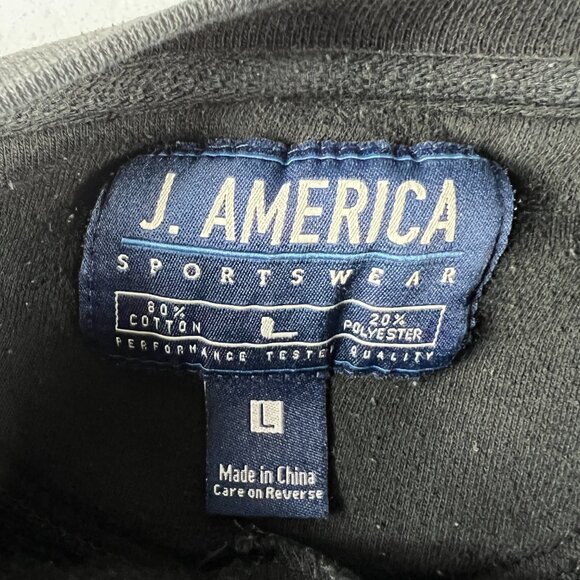 J. AMERICA
SPORTSWEAR
80% COTTON
20% POLYESTER
PERFORMANCE TESTED QUALITY
L
Made in China
Care on Reverse